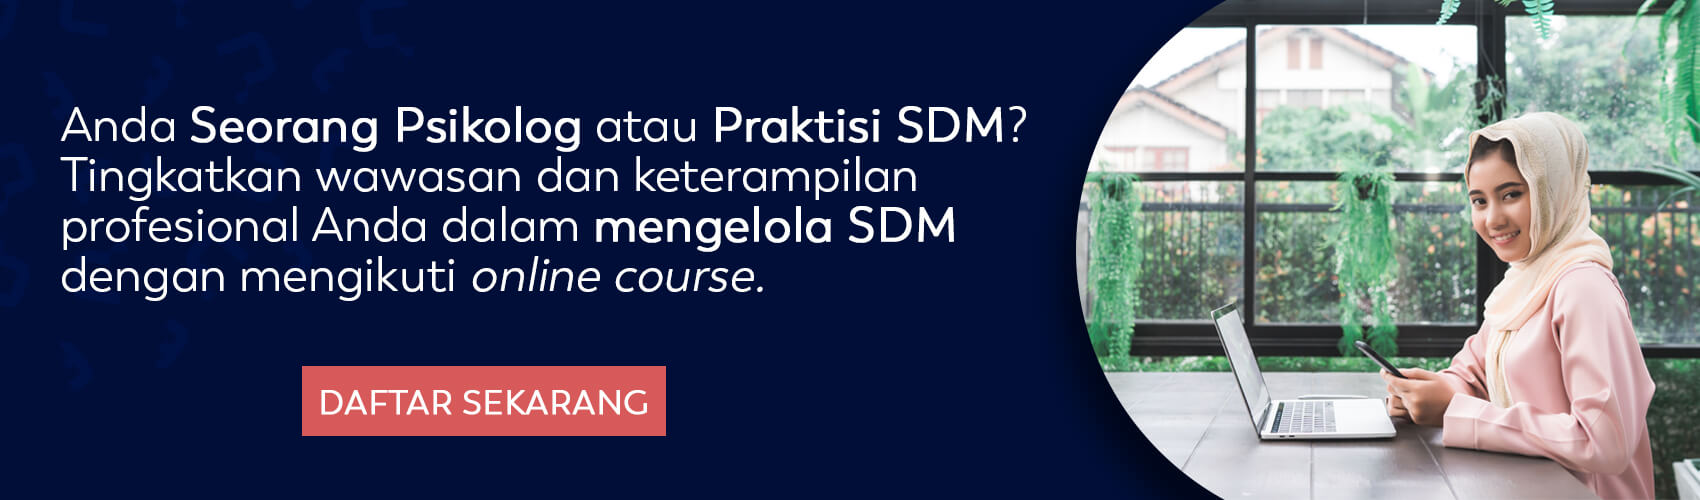 Anda Seorang Psikolog atau Praktisi SDM?
Tingkatkan wawasan dan keterampilan
profesional Anda dalam mengelola SDM
dengan mengikuti online course.
DAFTAR SEKARANG